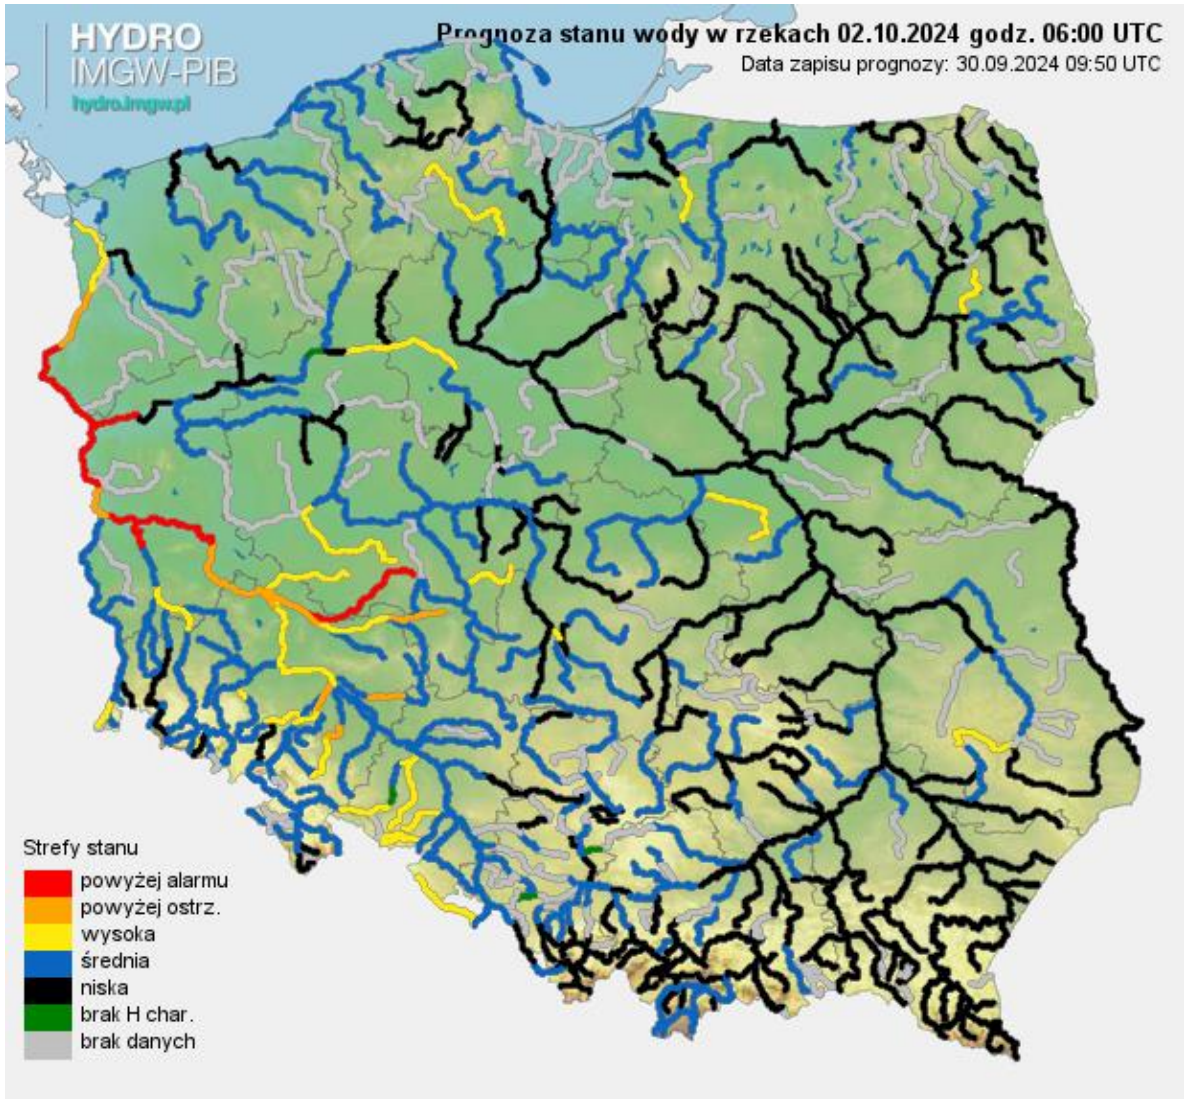 HYDRO
IMGW-PIB
hydro.imgw.pl
Prognoza stanu wody w rzekach 02.10.2024 godz. 06:00 UTC
Data zapisu prognozy: 30.09.2024 09:50 UTC
Strefy stanu
powyżej alarmu
powyżej ostrz.
wysoka
średnia
niska
brak H char.
brak danych